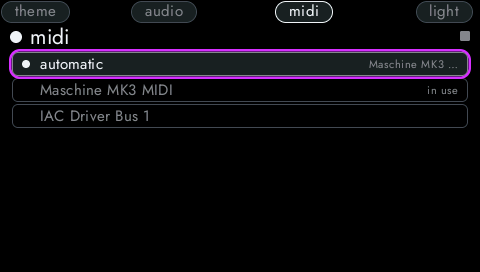 theme audio midi light
midi
automatic Maschine MK3 ...
Maschine MK3 MIDI in use
IAC Driver Bus 1